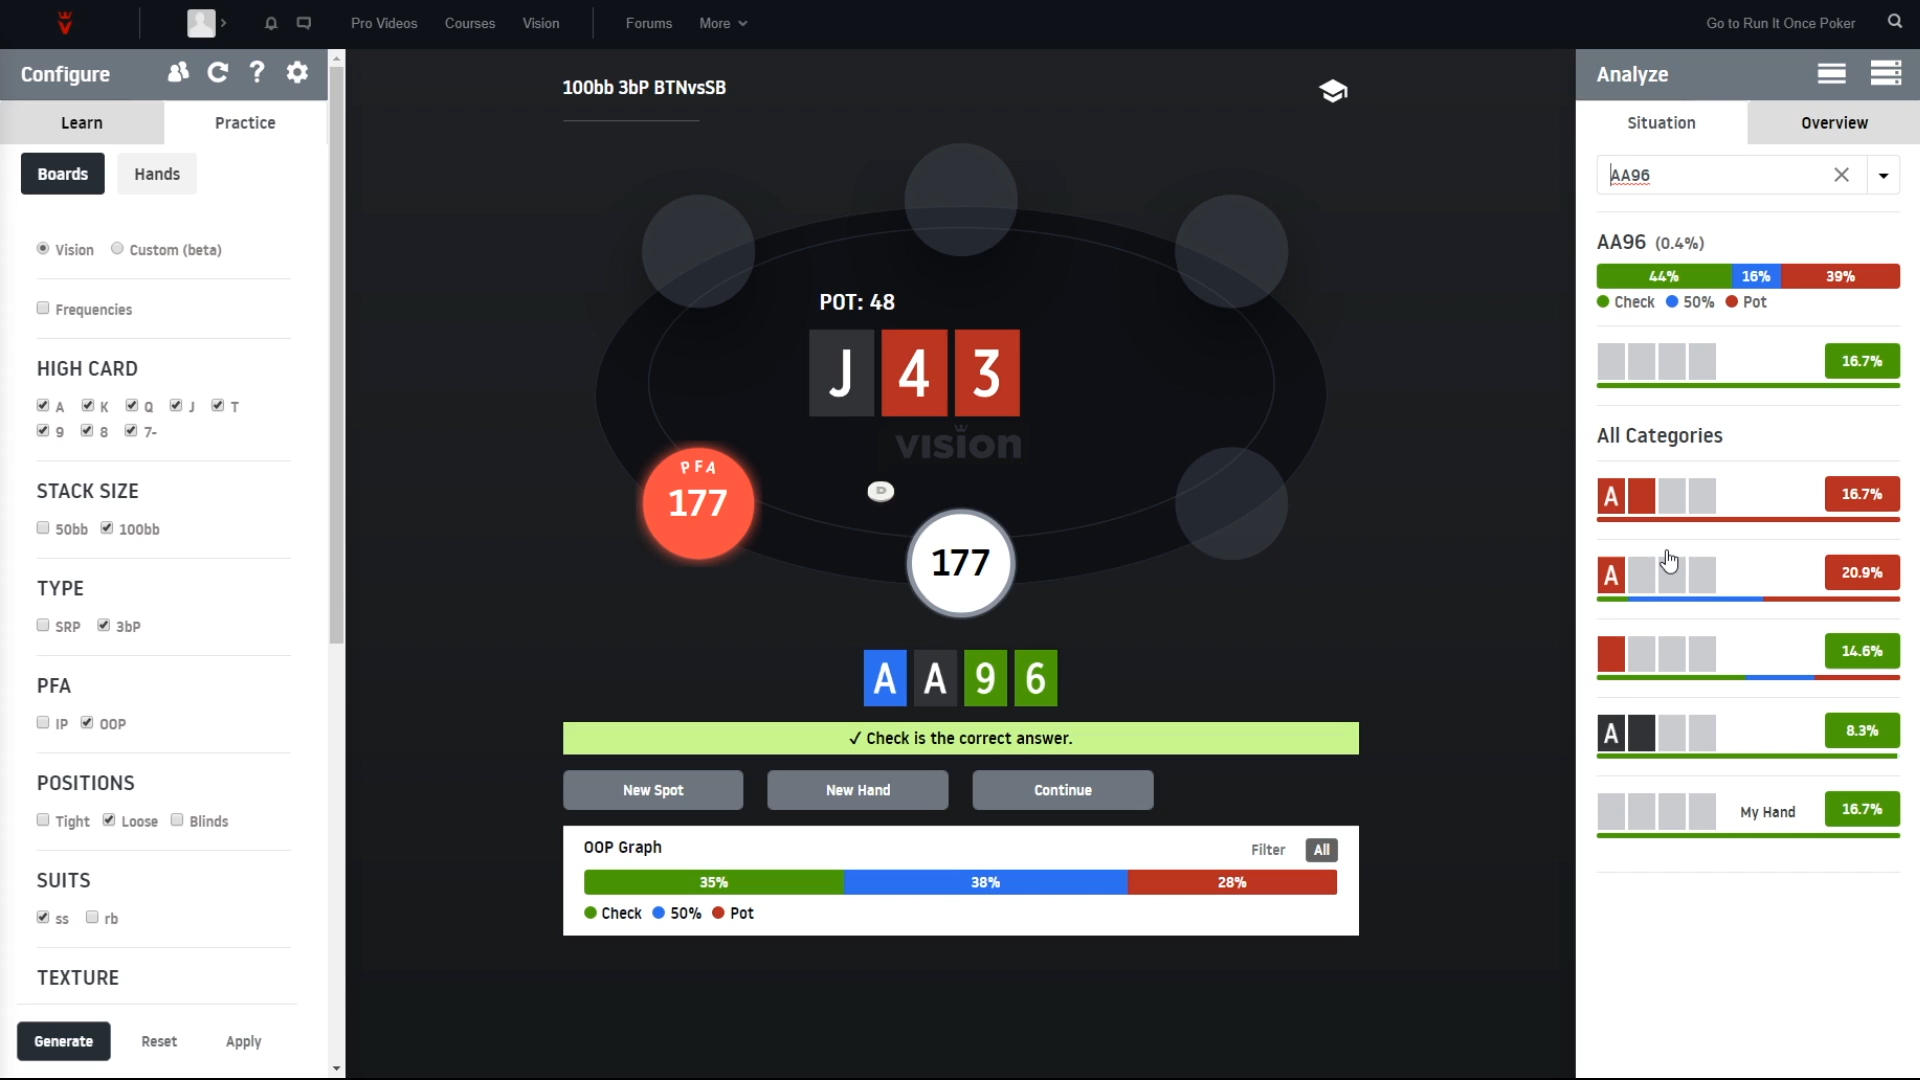 Pro Videos Courses Vision Forums More Go to Run It Once Poker
Configure ?
Learn Practice
Boards Hands
Vision Custom (beta)
Frequencies
HIGH CARD
A K Q J T
9 8 7-
STACK SIZE
50bb 100bb
TYPE
SRP 3bP
PFA
IP OOP
POSITIONS
Tight Loose Blinds
SUITS
ss rb
TEXTURE
Generate Reset Apply
100bb 3bP BTNvsSB
POT: 48
J 4 3
vision
PFA
177
D
177
A A 9 6
✓ Check is the correct answer.
New Spot New Hand Continue
OOP Graph Filter All
35% 38% 28%
Check 50% Pot
Analyze
Situation Overview
AA96
AA96 (0.4%)
44% 16% 39%
Check 50% Pot
16.7%
All Categories
A 16.7%
A 20.9%
14.6%
A 8.3%
My Hand 16.7%